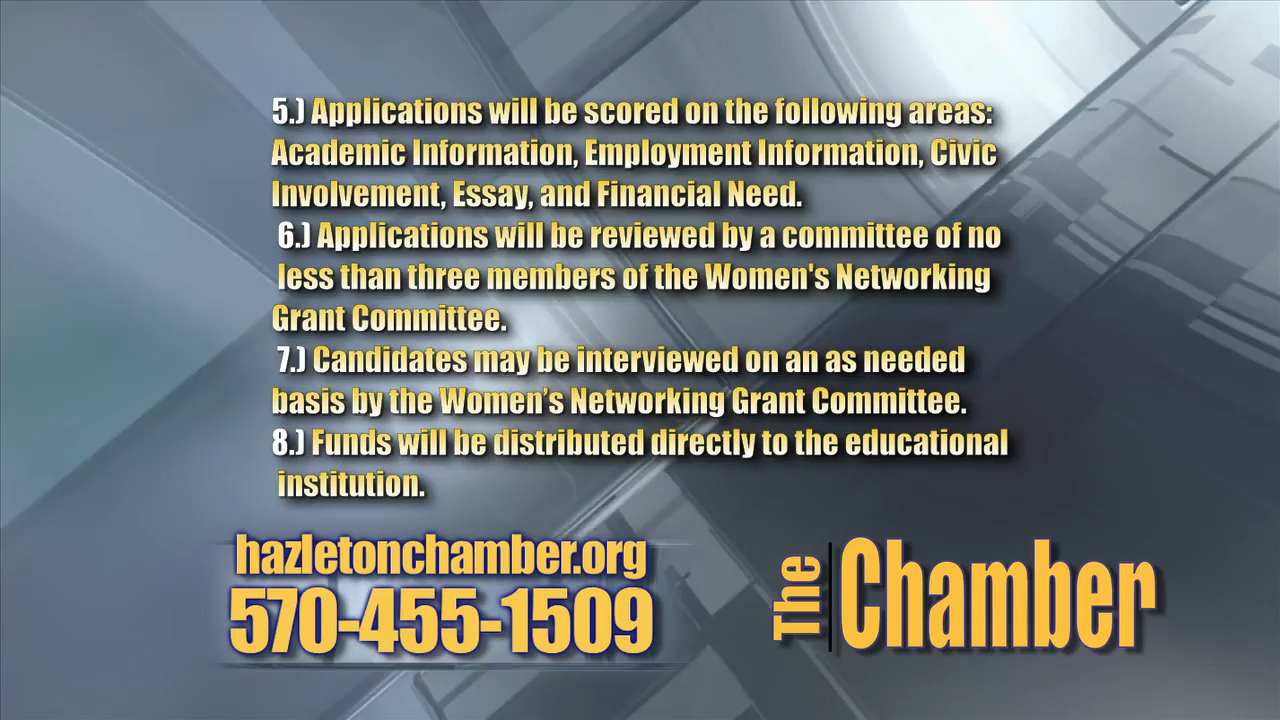 5.) Applications will be scored on the following areas:
Academic Information, Employment Information, Civic
Involvement, Essay, and Financial Need.
6.) Applications will be reviewed by a committee of no
less than three members of the Women's Networking
Grant Committee.
7.) Candidates may be interviewed on an as needed
basis by the Women’s Networking Grant Committee.
8.) Funds will be distributed directly to the educational
institution.
hazletonchamber.org
570-455-1509
The Chamber